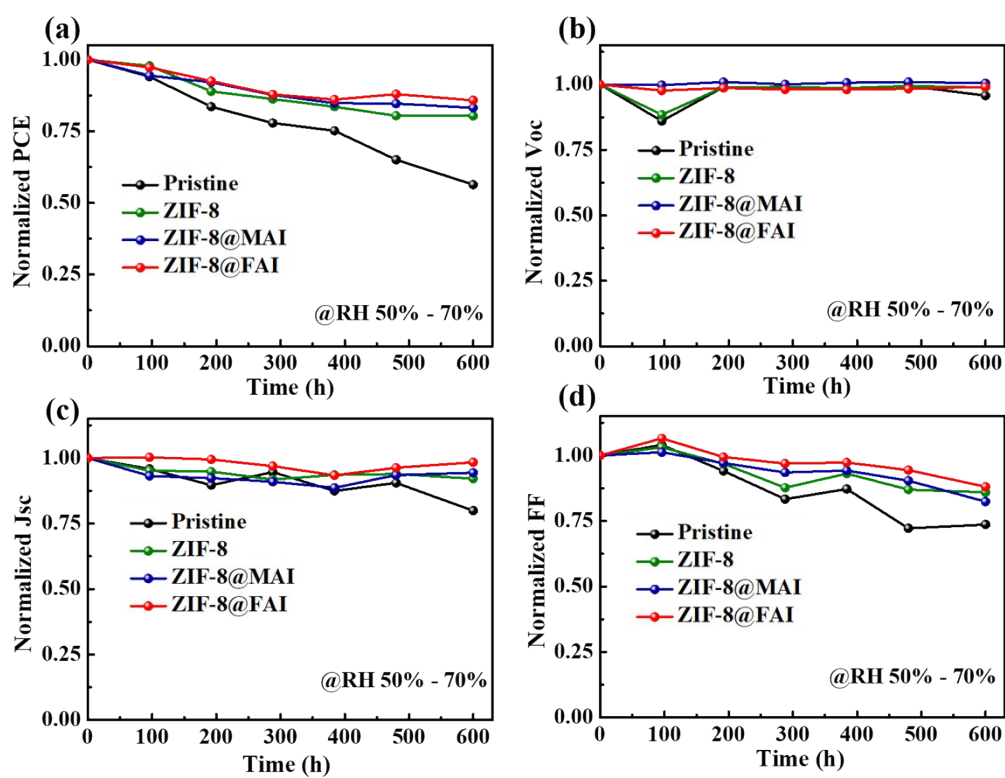 (a)
Normalized PCE
1.00
0.75
0.50
0.25
0.00
Pristine
ZIF-8
ZIF-8@MAI
ZIF-8@FAI
@RH 50% - 70%
0 100 200 300 400 500 600
Time (h)
(b)
Normalized Voc
1.00
0.75
0.50
0.25
0.00
Pristine
ZIF-8
ZIF-8@MAI
ZIF-8@FAI
@RH 50% - 70%
0 100 200 300 400 500 600
Time (h)
(c)
Normalized Jsc
1.00
0.75
0.50
0.25
0.00
Pristine
ZIF-8
ZIF-8@MAI
ZIF-8@FAI
@RH 50% - 70%
0 100 200 300 400 500 600
Time (h)
(d)
Normalized FF
1.00
0.75
0.50
0.25
0.00
Pristine
ZIF-8
ZIF-8@MAI
ZIF-8@FAI
@RH 50% - 70%
0 100 200 300 400 500 600
Time (h)